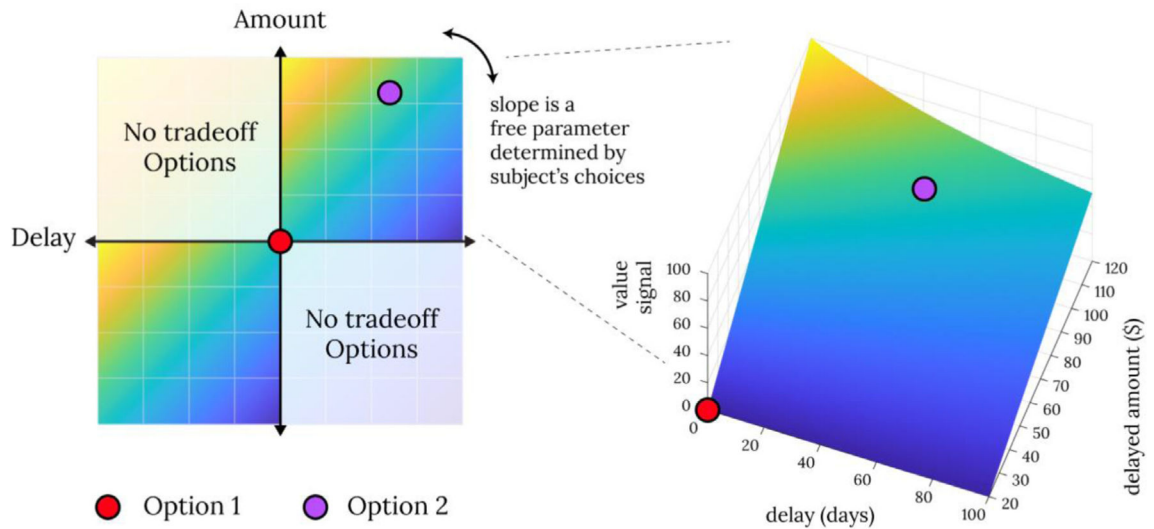 Amount
No tradeoff
Options
slope is a
free parameter
determined by
subject's choices
Delay
No tradeoff
Options
Option 1
Option 2
value
signal
100
80
60
40
20
0
0
20
40
60
80
100
delay (days)
120
110
100
90
80
70
60
50
40
30
20
delayed amount ($)